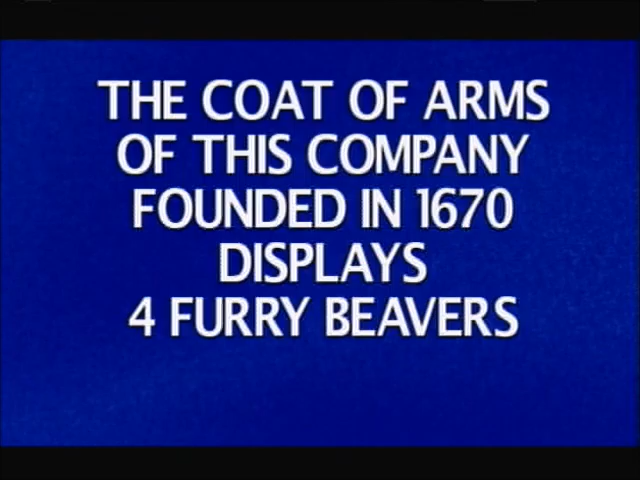 THE COAT OF ARMS
OF THIS COMPANY
FOUNDED IN 1670
DISPLAYS
4 FURRY BEAVERS